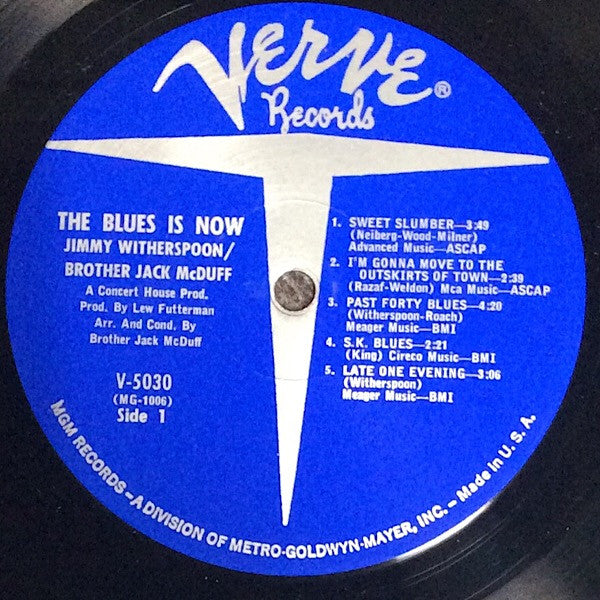 Verve®
Records
THE BLUES IS NOW
JIMMY WITHERSPOON/
BROTHER JACK McDUFF
A Concert House Prod.
Prod. By Lew Futterman
Arr. And Cond. By
Brother Jack McDuff
V-5030
(MG-1006)
Side 1
1. SWEET SLUMBER—3:49
(Neiberg-Wood-Milner)
Advanced Music—ASCAP
2. I'M GONNA MOVE TO THE
OUTSKIRTS OF TOWN—2:39
(Razaf-Weldon) Mca Music—ASCAP
3. PAST FORTY BLUES—4:20
(Witherspoon-Roach)
Meager Music—BMI
4. S.K. BLUES—2:21
(King) Cireco Music—BMI
5. LATE ONE EVENING—3:06
(Witherspoon)
Meager Music—BMI
MGM RECORDS—A DIVISION OF METRO-GOLDWYN-MAYER, INC.—Made in U.S.A.